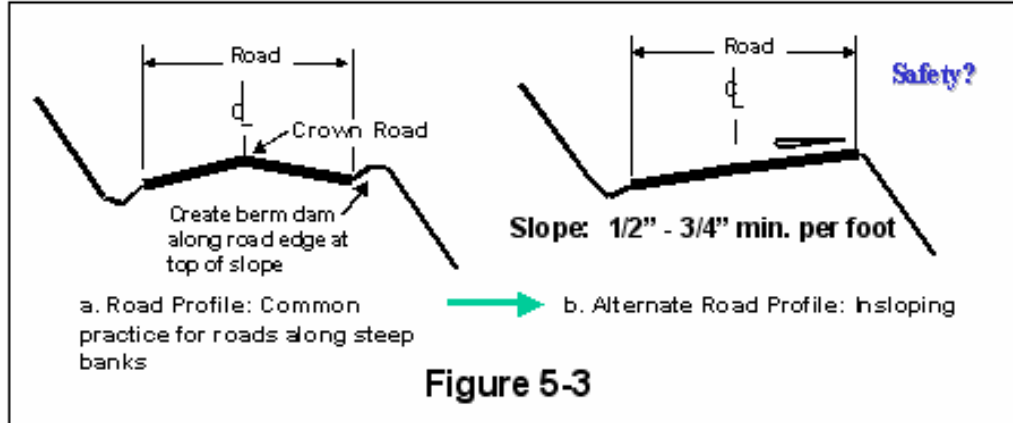 Road
℄
Crown Road
Create berm dam
along road edge at
top of slope
a. Road Profile: Common
practice for roads along steep
banks
Road
℄
Safety?
Slope: 1/2" - 3/4" min. per foot
b. Alternate Road Profile: Insloping
Figure 5-3